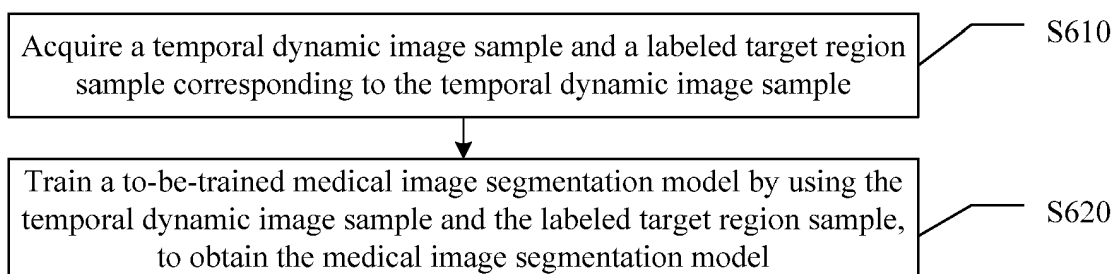 Acquire a temporal dynamic image sample and a labeled target region
sample corresponding to the temporal dynamic image sample
S610
Train a to-be-trained medical image segmentation model by using the
temporal dynamic image sample and the labeled target region sample,
to obtain the medical image segmentation model
S620